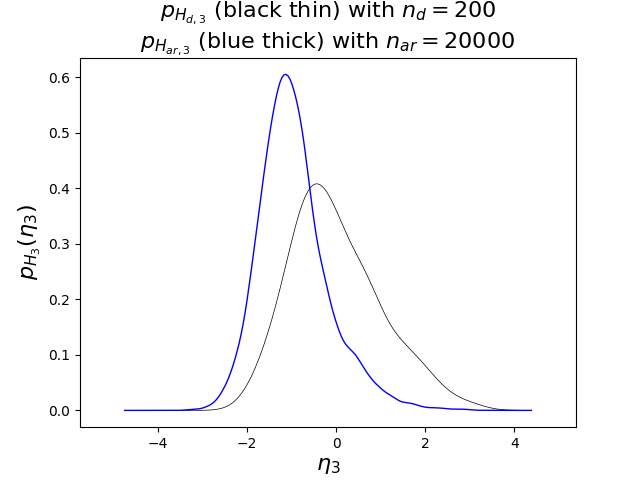 p_{H_{d,3}} (black thin) with n_d = 200
p_{H_{ar,3}} (blue thick) with n_{ar} = 20000
p_{H_3}(η_3)
0.6
0.5
0.4
0.3
0.2
0.1
0.0
−4 −2 0 2 4
η_3